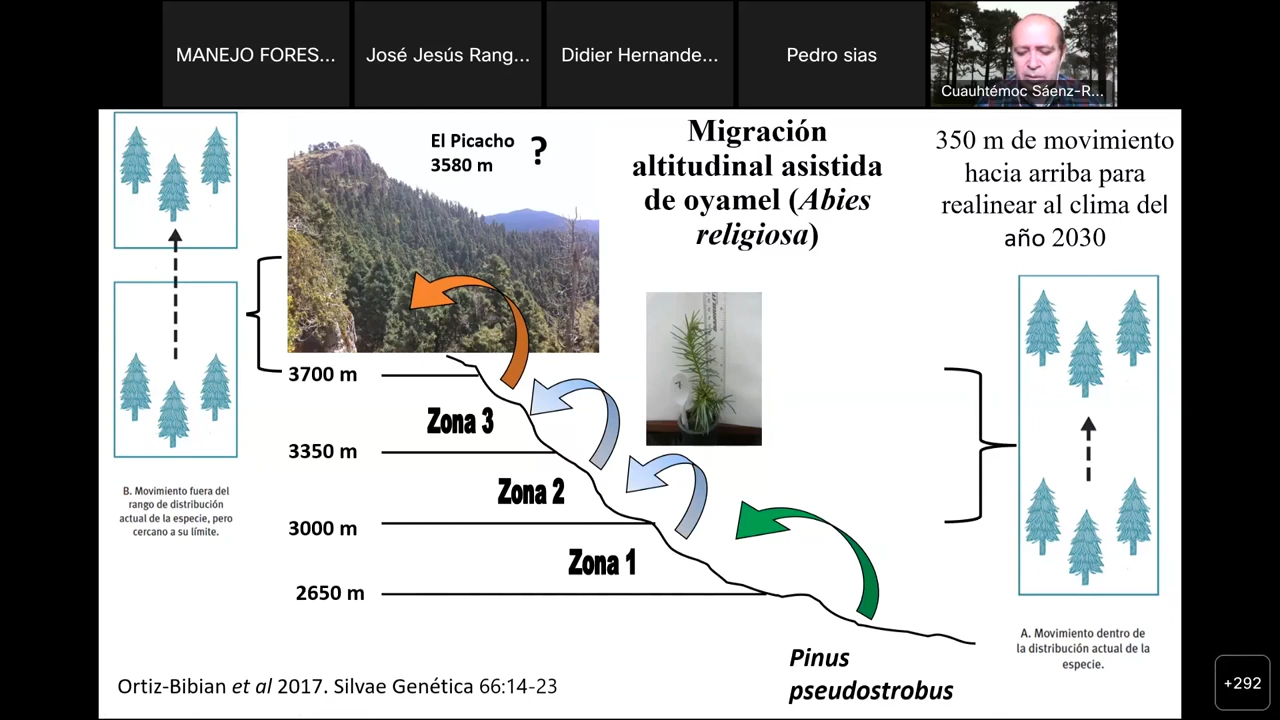 MANEJO FORES...
José Jesús Rang...
Didier Hernande...
Pedro sias
Cuauhtémoc Sáenz-R...
El Picacho
3580 m
?
Migración
altitudinal asistida
de oyamel (Abies
religiosa)
350 m de movimiento
hacia arriba para
realinear al clima del
año 2030
3700 m
Zona 3
3350 m
Zona 2
3000 m
Zona 1
2650 m
B. Movimiento fuera del
rango de distribución
actual de la especie, pero
cercano a su límite.
A. Movimiento dentro de
la distribución actual de la
especie.
Pinus
pseudostrobus
Ortiz-Bibian et al 2017. Silvae Genética 66:14-23
+292